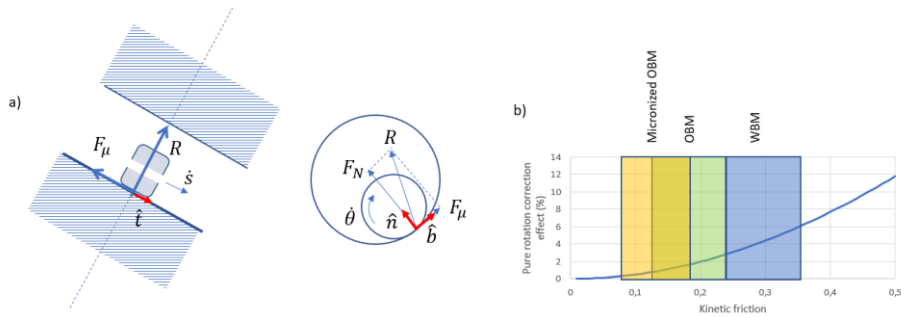 a)
F_μ
R
ṡ
t̂
R
F_N
θ̇
n̂
b̂
F_μ
b)
Micronized OBM
OBM
WBM
Pure rotation correction
effect (%)
14
12
10
8
6
4
2
0
0
0,1
0,2
0,3
0,4
0,5
Kinetic friction